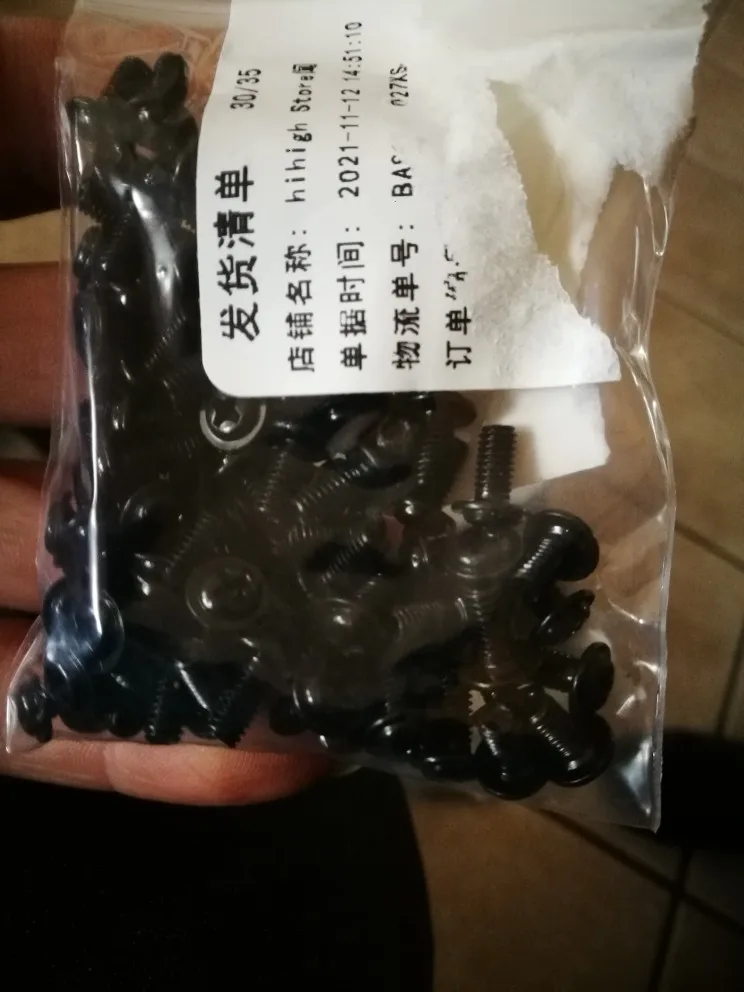 发货清单 30/35
店铺名称: hihigh Store
单据时间: 2021-11-12 14:51:10
物流单号: 027XS
订单